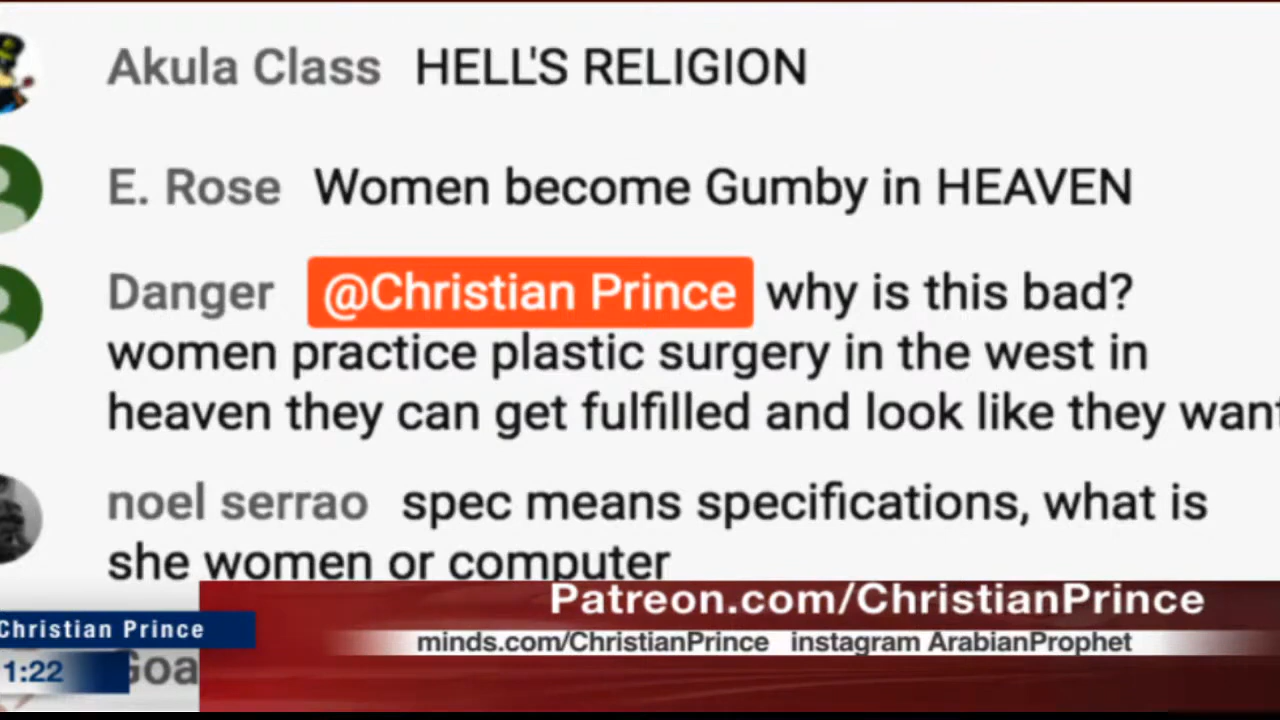 Akula Class HELL'S RELIGION
E. Rose Women become Gumby in HEAVEN
Danger @Christian Prince why is this bad?
women practice plastic surgery in the west in
heaven they can get fulfilled and look like they want
noel serrao spec means specifications, what is
she women or computer
Patreon.com/ChristianPrince
Christian Prince
minds.com/ChristianPrince instagram ArabianProphet
1:22
Goa